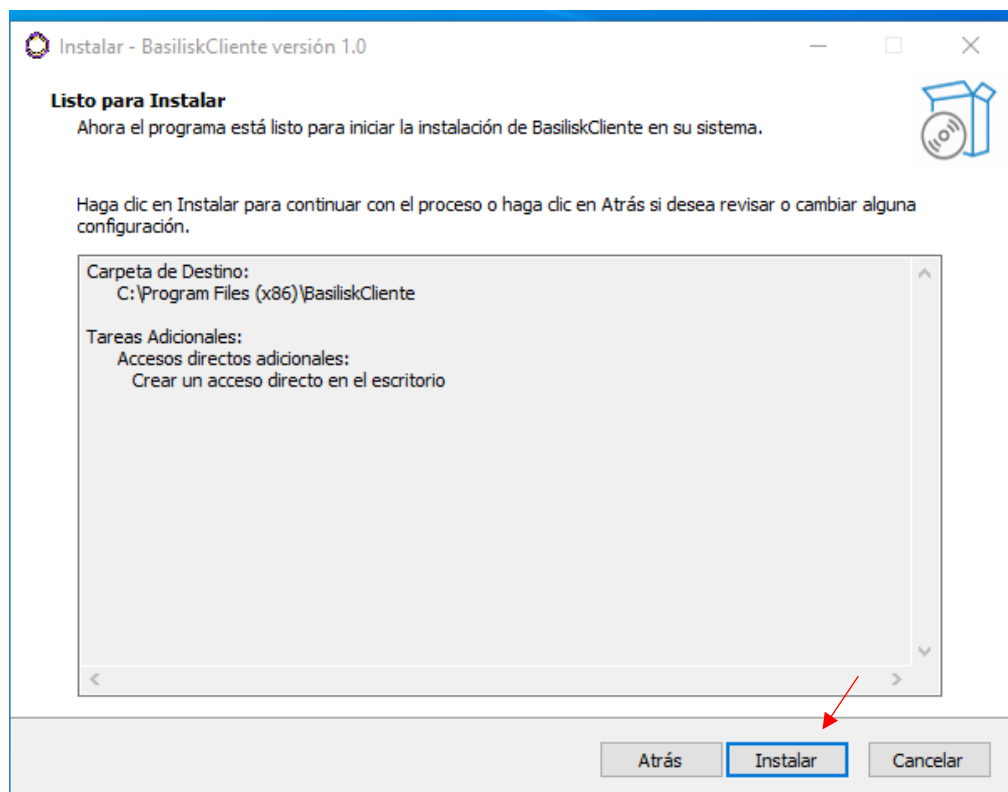 Instalar - BasiliskCliente versión 1.0
Listo para Instalar
Ahora el programa está listo para iniciar la instalación de BasiliskCliente en su sistema.
Haga clic en Instalar para continuar con el proceso o haga clic en Atrás si desea revisar o cambiar alguna
configuración.
Carpeta de Destino:
C:\Program Files (x86)\BasiliskCliente
Tareas Adicionales:
Accesos directos adicionales:
Crear un acceso directo en el escritorio
Atrás
Instalar
Cancelar